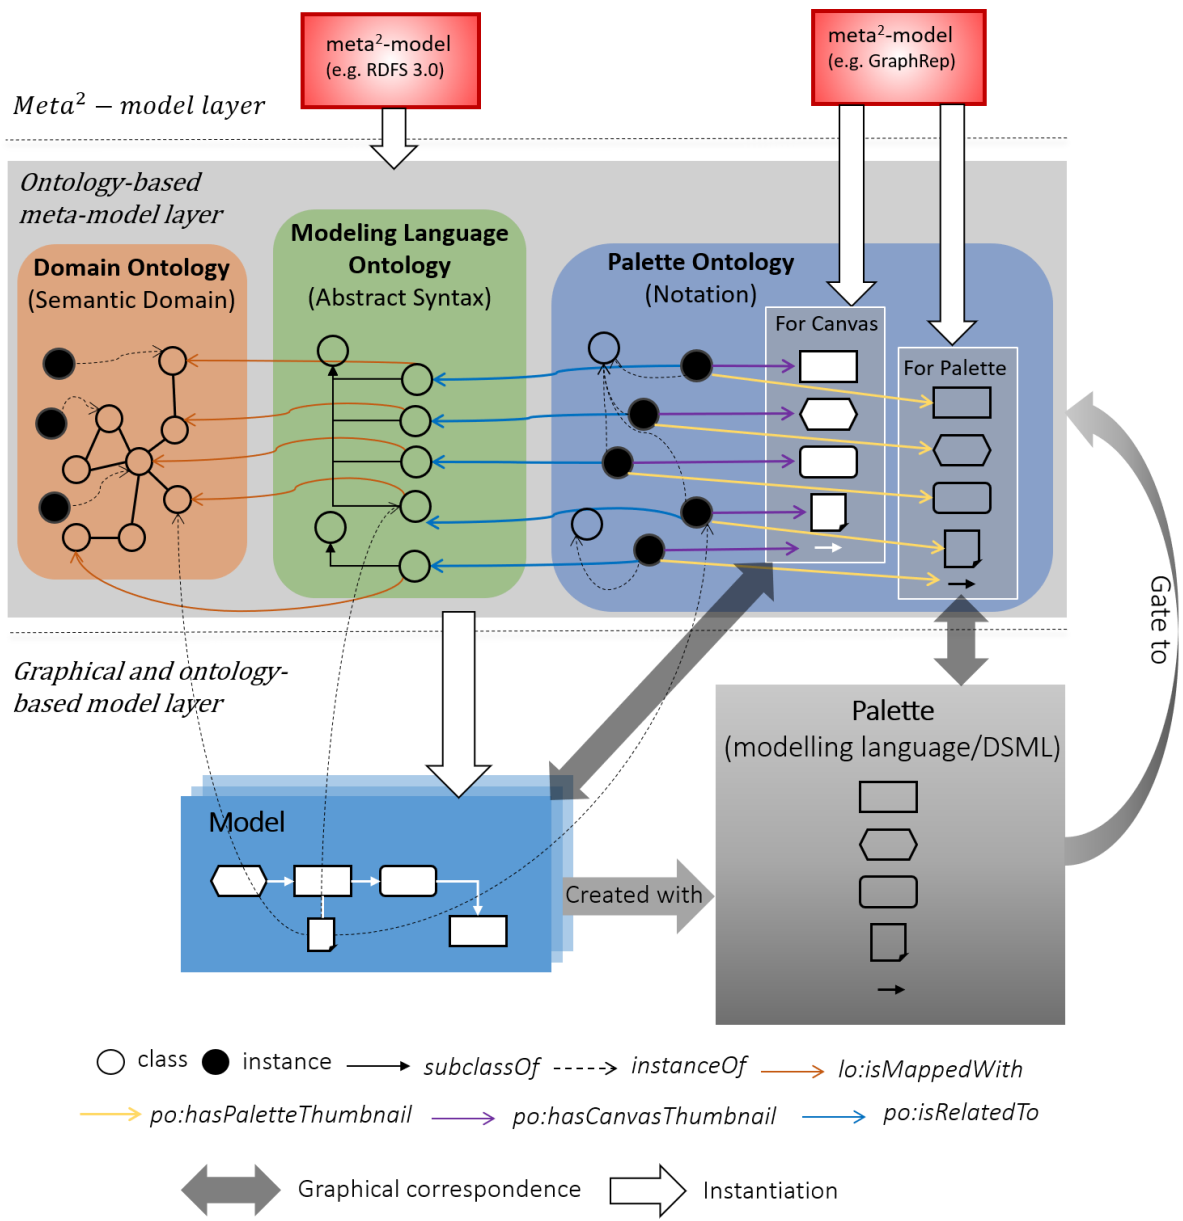 meta²-model
(e.g. RDFS 3.0)
meta²-model
(e.g. GraphRep)
Meta² − model layer
Ontology-based
meta-model layer
Domain Ontology
(Semantic Domain)
Modeling Language
Ontology
(Abstract Syntax)
Palette Ontology
(Notation)
For Canvas
For Palette
Gate to
Graphical and ontology-
based model layer
Model
Created with
Palette
(modelling language/DSML)
class
instance
subclassOf
instanceOf
lo:isMappedWith
po:hasPaletteThumbnail
po:hasCanvasThumbnail
po:isRelatedTo
Graphical correspondence
Instantiation